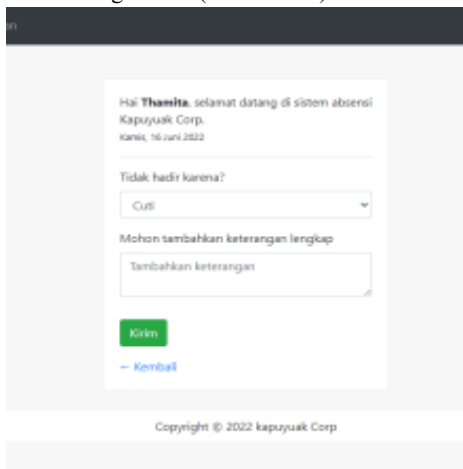 an
Hai Thamita, selamat datang di sistem absensi
Kapuyuak Corp.
Kamis, 16 Juni 2022
Tidak hadir karena?
Cuti
Mohon tambahkan keterangan lengkap
Tambahkan keterangan
Kirim
← Kembali
Copyright © 2022 kapuyuak Corp